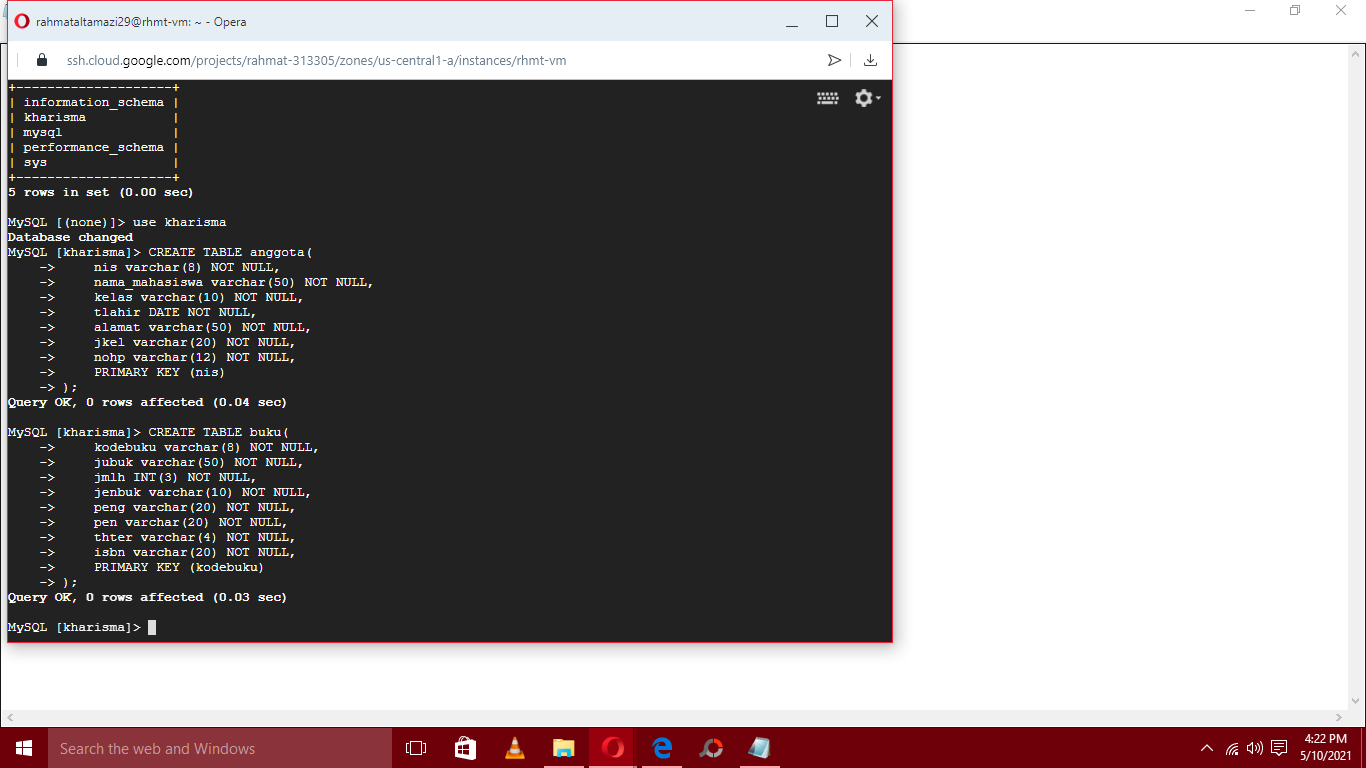 rahmataltamazi29@rhmt-vm: ~ - Opera
ssh.cloud.google.com/projects/rahmat-313305/zones/us-central1-a/instances/rhmt-vm
+--------------------+
| information_schema |
| kharisma           |
| mysql              |
| performance_schema |
| sys                |
+--------------------+
5 rows in set (0.00 sec)
MySQL [(none)]> use kharisma
Database changed
MySQL [kharisma]> CREATE TABLE anggota(
    ->     nis varchar(8) NOT NULL,
    ->     nama_mahasiswa varchar(50) NOT NULL,
    ->     kelas varchar(10) NOT NULL,
    ->     tlahir DATE NOT NULL,
    ->     alamat varchar(50) NOT NULL,
    ->     jkel varchar(20) NOT NULL,
    ->     nohp varchar(12) NOT NULL,
    ->     PRIMARY KEY (nis)
    -> );
Query OK, 0 rows affected (0.04 sec)
MySQL [kharisma]> CREATE TABLE buku(
    ->     kodebuku varchar(8) NOT NULL,
    ->     jubuk varchar(50) NOT NULL,
    ->     jmlh INT(3) NOT NULL,
    ->     jenbuk varchar(10) NOT NULL,
    ->     peng varchar(20) NOT NULL,
    ->     pen varchar(20) NOT NULL,
    ->     thter varchar(4) NOT NULL,
    ->     isbn varchar(20) NOT NULL,
    ->     PRIMARY KEY (kodebuku)
    -> );
Query OK, 0 rows affected (0.03 sec)
MySQL [kharisma]>
Search the web and Windows
4:22 PM
5/10/2021